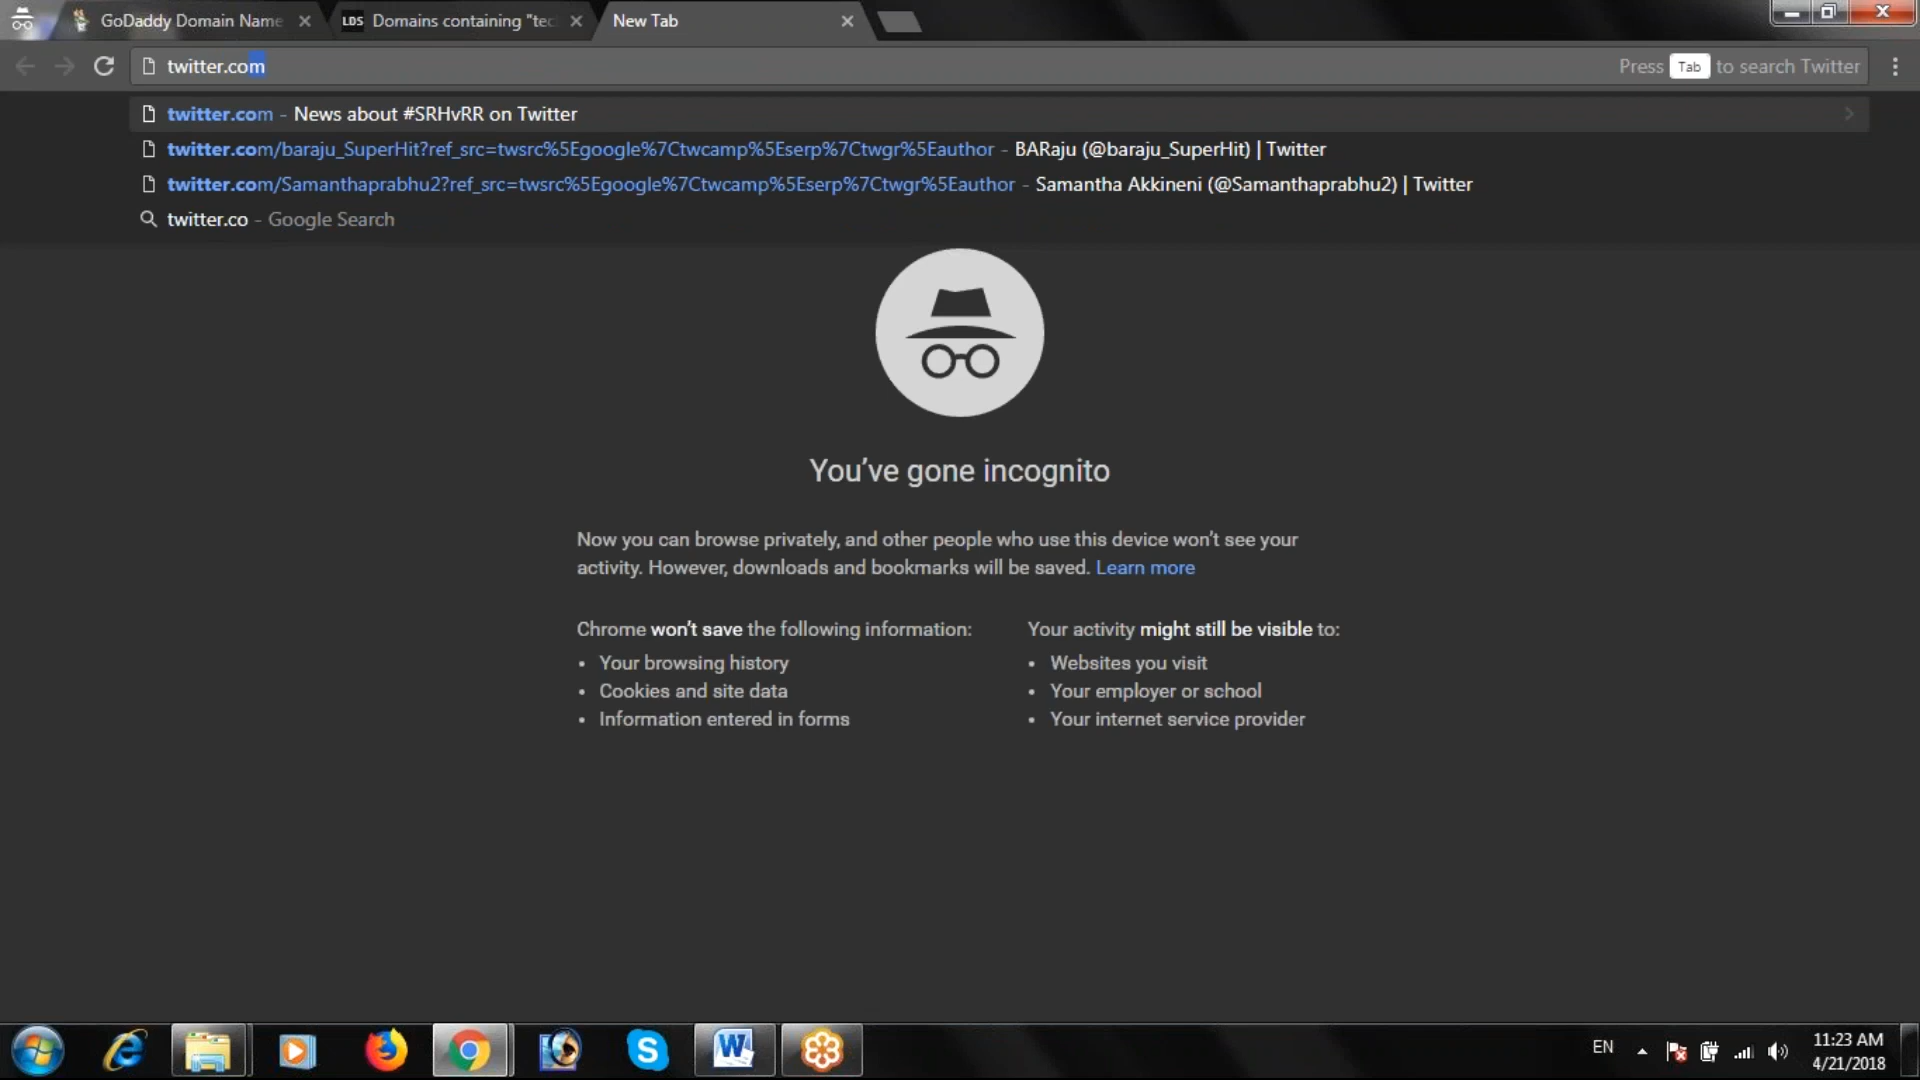 GoDaddy Domain Name
LDS Domains containing "tec
New Tab
twitter.com
Press Tab to search Twitter
twitter.com - News about #SRHvRR on Twitter
twitter.com/baraju_SuperHit?ref_src=twsrc%5Egoogle%7Ctwcamp%5Eserp%7Ctwgr%5Eauthor - BARaju (@baraju_SuperHit) | Twitter
twitter.com/Samanthaprabhu2?ref_src=twsrc%5Egoogle%7Ctwcamp%5Eserp%7Ctwgr%5Eauthor - Samantha Akkineni (@Samanthaprabhu2) | Twitter
twitter.co - Google Search
You've gone incognito
Now you can browse privately, and other people who use this device won't see your
activity. However, downloads and bookmarks will be saved. Learn more
Chrome won't save the following information:
• Your browsing history
• Cookies and site data
• Information entered in forms
Your activity might still be visible to:
• Websites you visit
• Your employer or school
• Your internet service provider
EN
11:23 AM
4/21/2018